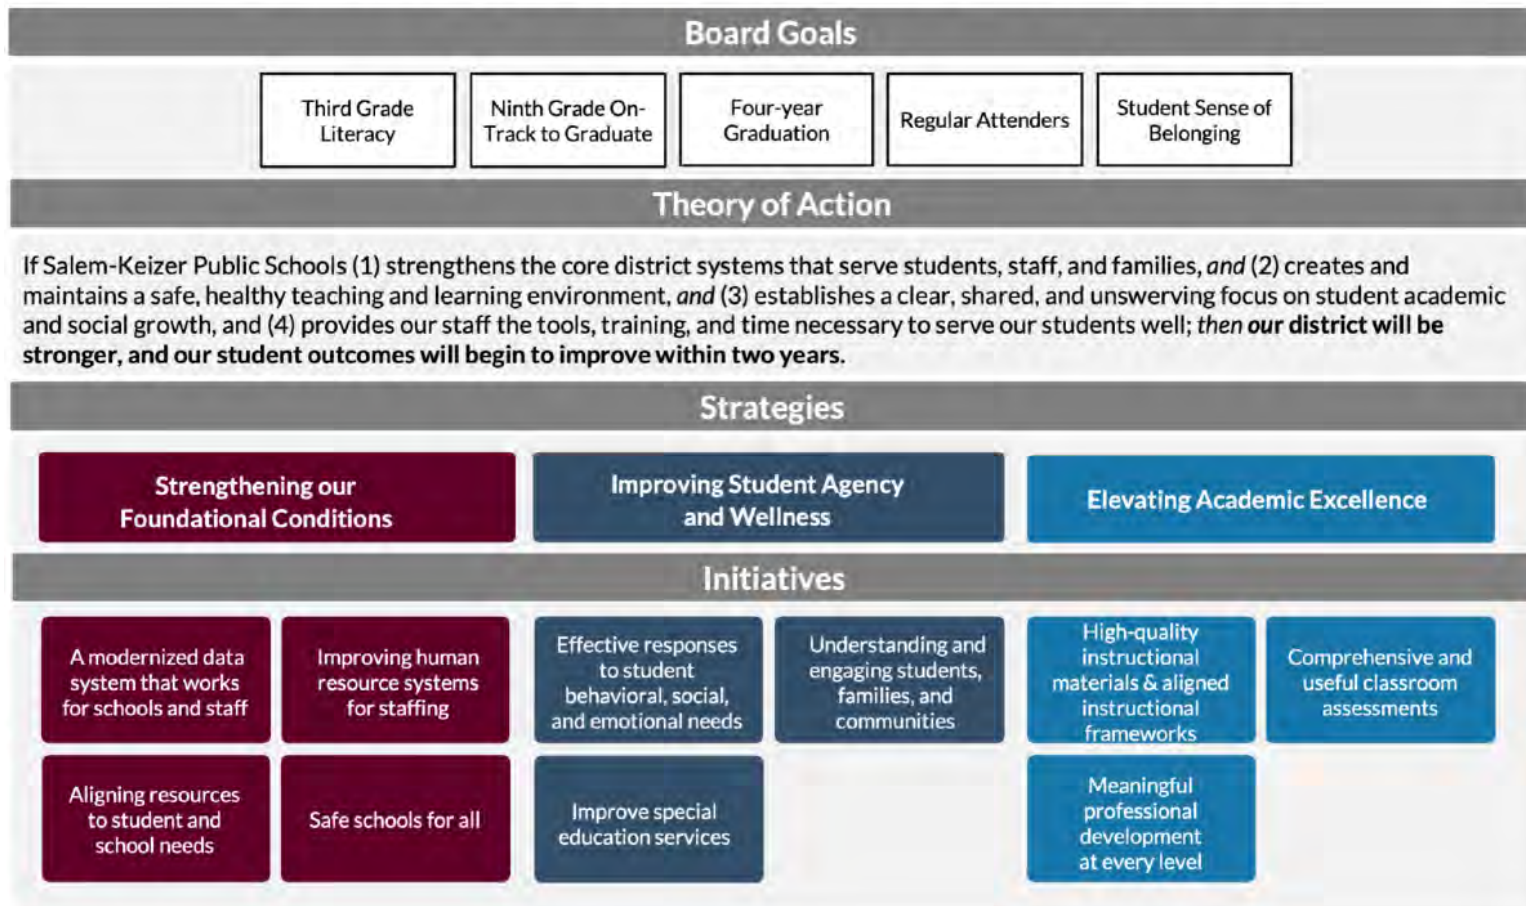 Board Goals
Third Grade
Literacy
Ninth Grade On-
Track to Graduate
Four-year
Graduation
Regular Attenders
Student Sense of
Belonging
Theory of Action
If Salem-Keizer Public Schools (1) strengthens the core district systems that serve students, staff, and families, and (2) creates and
maintains a safe, healthy teaching and learning environment, and (3) establishes a clear, shared, and unswerving focus on student academic
and social growth, and (4) provides our staff the tools, training, and time necessary to serve our students well; then our district will be
stronger, and our student outcomes will begin to improve within two years.
Strategies
Strengthening our
Foundational Conditions
Improving Student Agency
and Wellness
Elevating Academic Excellence
Initiatives
A modernized data
system that works
for schools and staff
Improving human
resource systems
for staffing
Effective responses
to student
behavioral, social,
and emotional needs
Understanding and
engaging students,
families, and
communities
High-quality
instructional
materials & aligned
instructional
frameworks
Comprehensive and
useful classroom
assessments
Aligning resources
to student and
school needs
Safe schools for all
Improve special
education services
Meaningful
professional
development
at every level